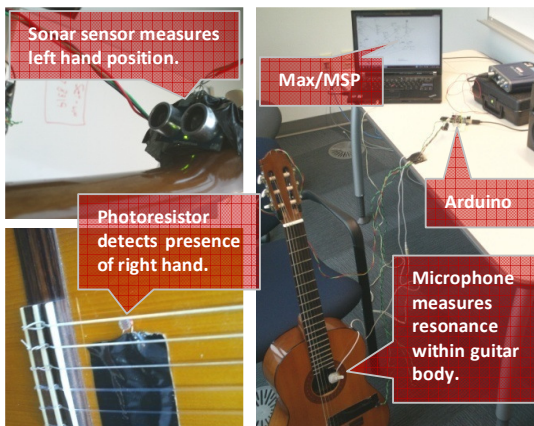 Sonar sensor measures
left hand position.
Max/MSP
Photoresistor
detects presence
of right hand.
Arduino
Microphone
measures
resonance
within guitar
body.